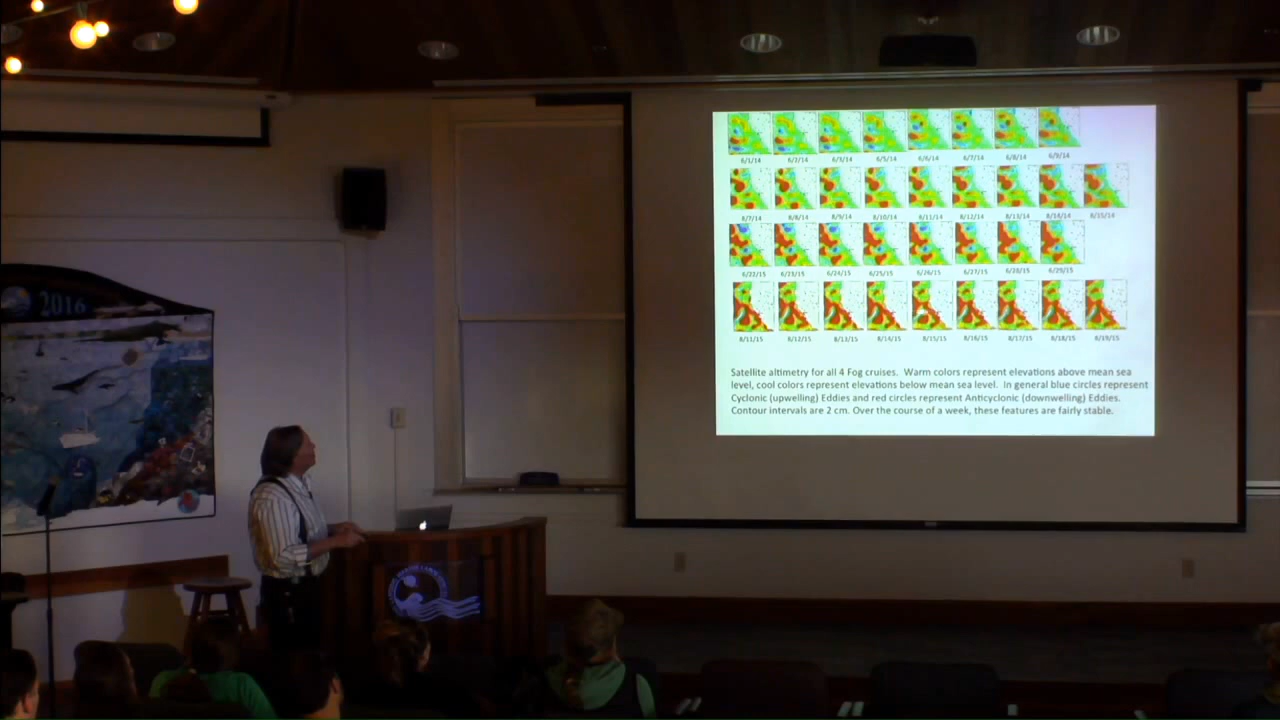 6/1/14 6/2/14 6/3/14 6/5/14 6/6/14 6/7/14 6/8/14 6/9/14
8/7/14 8/8/14 8/9/14 8/10/14 8/11/14 8/12/14 8/13/14 8/14/14 8/15/14
6/22/15 6/23/15 6/24/15 6/25/15 6/26/15 6/27/15 6/28/15 6/29/15
8/11/15 8/12/15 8/13/15 8/14/15 8/15/15 8/16/15 8/17/15 8/18/15 8/19/15
Satellite altimetry for all 4 Fog cruises. Warm colors represent elevations above mean sea
level, cool colors represent elevations below mean sea level. In general blue circles represent
Cyclonic (upwelling) Eddies and red circles represent Anticyclonic (downwelling) Eddies.
Contour intervals are 2 cm. Over the course of a week, these features are fairly stable.
2016